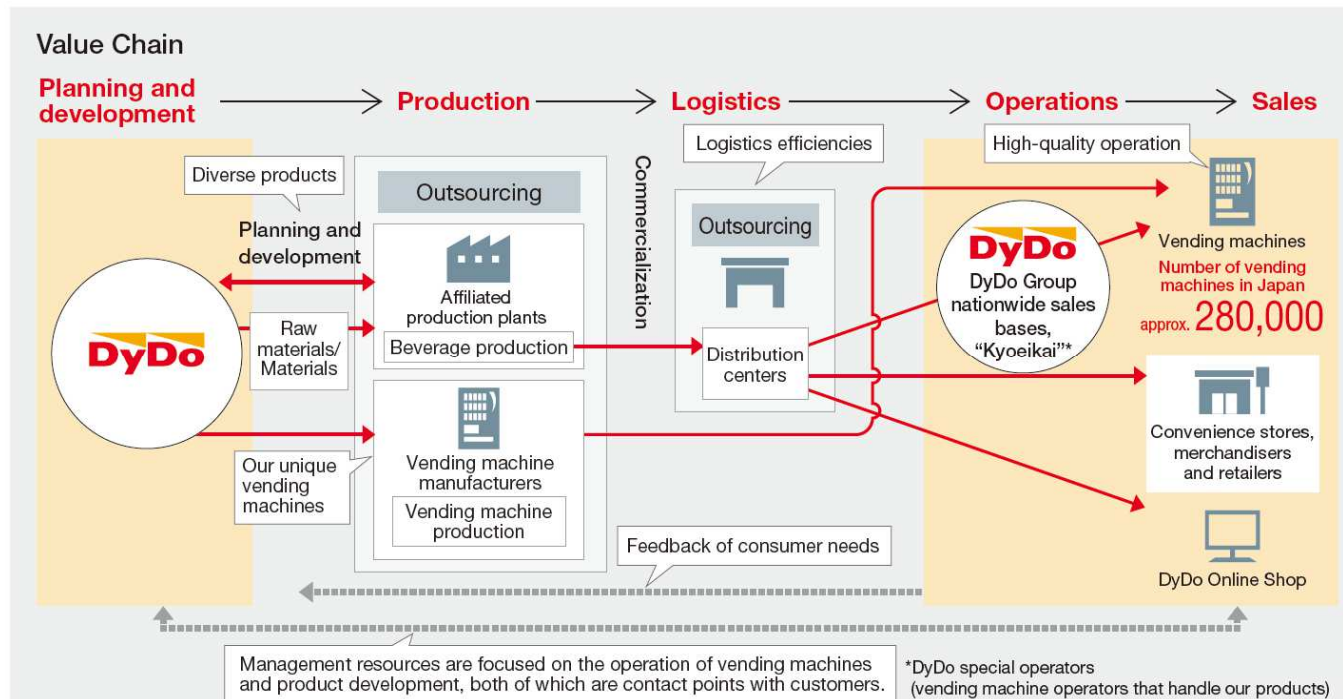 Value Chain
Planning and
development
Production
Logistics
Operations
Sales
Diverse products
Planning and
development
DyDo
Raw
materials/
Materials
Our unique
vending
machines
Outsourcing
Affiliated
production plants
Beverage production
Vending machine
manufacturers
Vending machine
production
Commercialization
Logistics efficiencies
Outsourcing
Distribution
centers
High-quality operation
DyDo
DyDo Group
nationwide sales
bases,
“Kyoeikai”*
Vending machines
Number of vending
machines in Japan
approx. 280,000
Convenience stores,
merchandisers
and retailers
DyDo Online Shop
Feedback of consumer needs
Management resources are focused on the operation of vending machines
and product development, both of which are contact points with customers.
*DyDo special operators
(vending machine operators that handle our products)